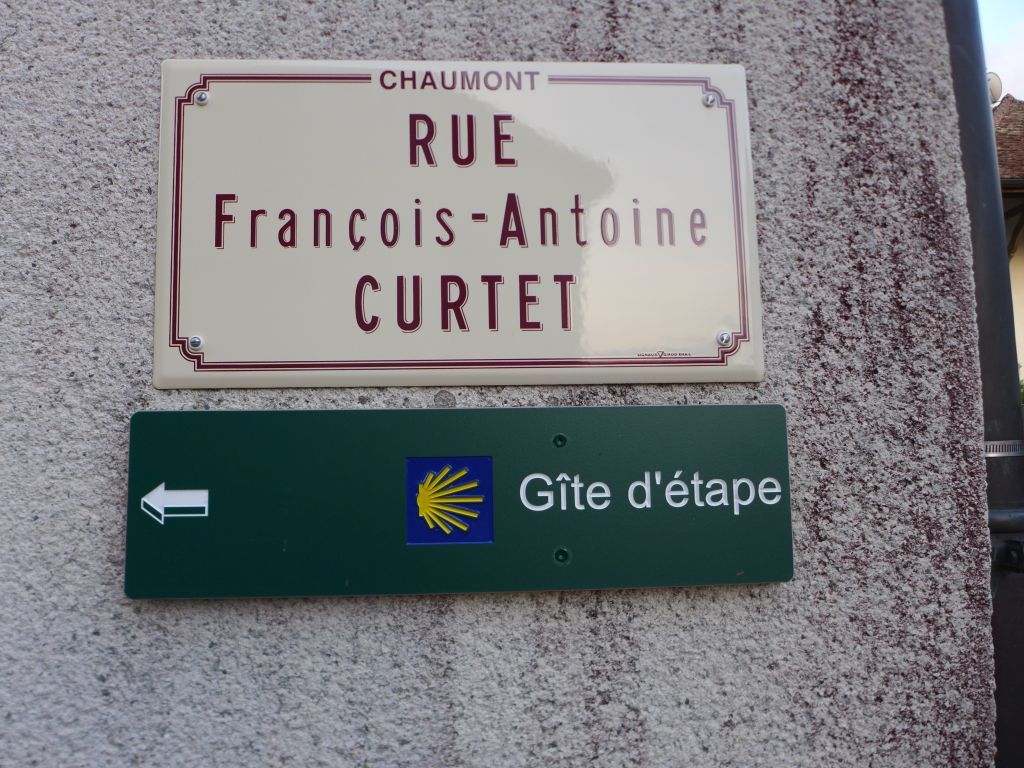 CHAUMONT
RUE
François-Antoine
CURTET
Gîte d'étape